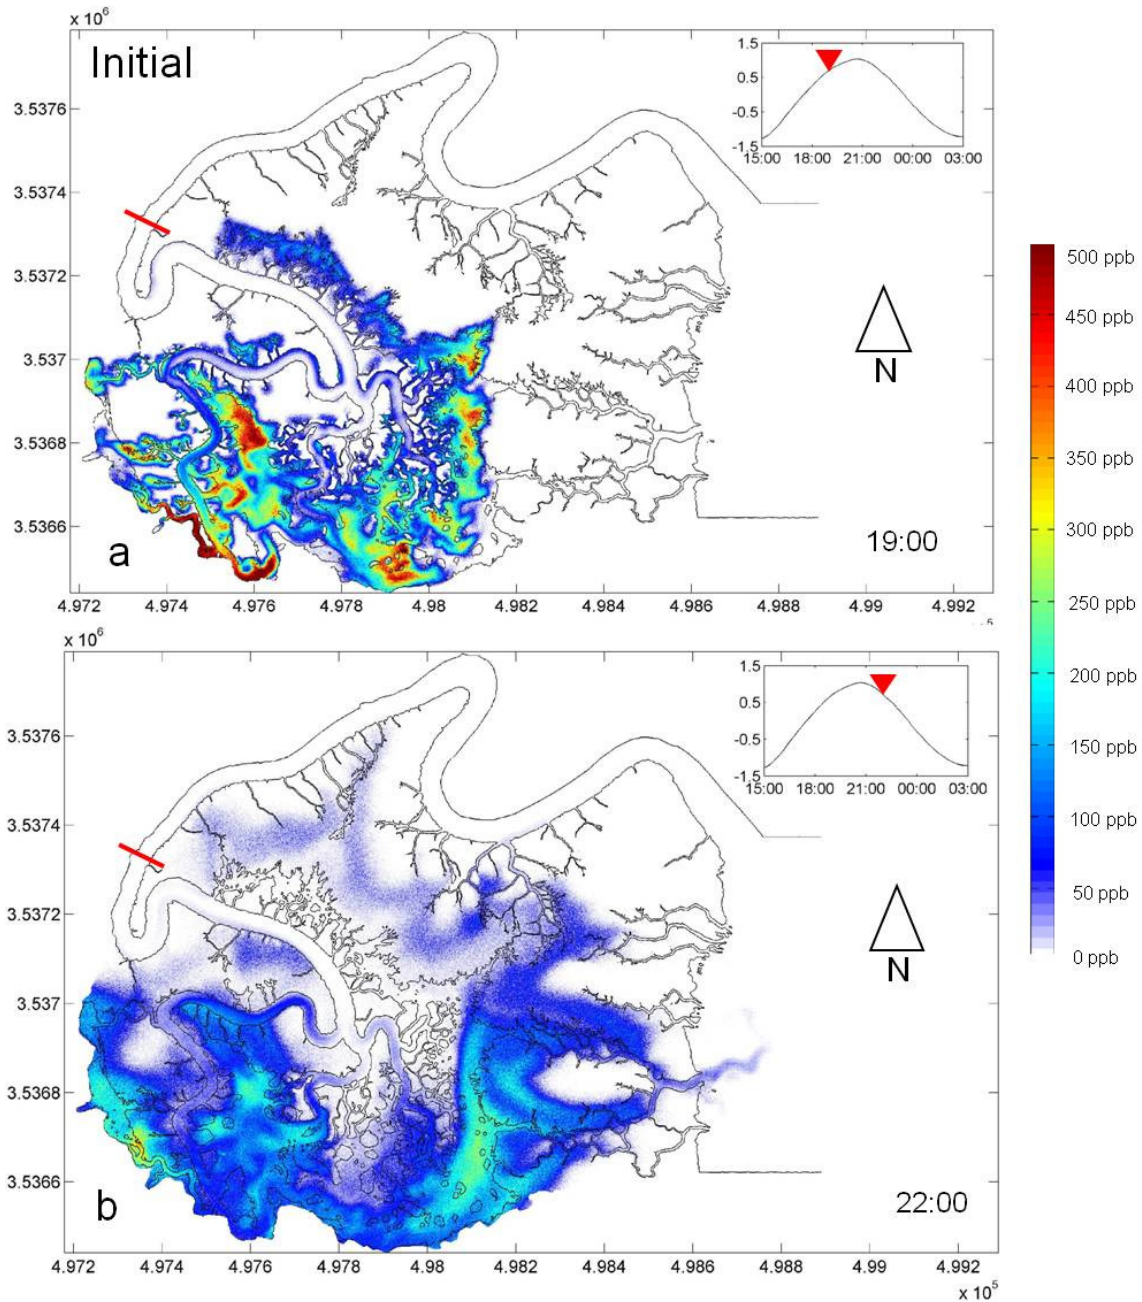 x 10⁶
Initial
1.5
0.5
-0.5
-1.5
15:00 18:00 21:00 00:00 03:00
3.5376
3.5374
3.5372
3.537
3.5368
3.5366
N
a
19:00
4.972 4.974 4.976 4.978 4.98 4.982 4.984 4.986 4.988 4.99 4.992
500 ppb
450 ppb
400 ppb
350 ppb
300 ppb
250 ppb
200 ppb
150 ppb
100 ppb
50 ppb
0 ppb
x 10⁶
1.5
0.5
-0.5
-1.5
15:00 18:00 21:00 00:00 03:00
3.5376
3.5374
3.5372
3.537
3.5368
3.5366
N
b
22:00
4.972 4.974 4.976 4.978 4.98 4.982 4.984 4.986 4.988 4.99 4.992
x 10⁵